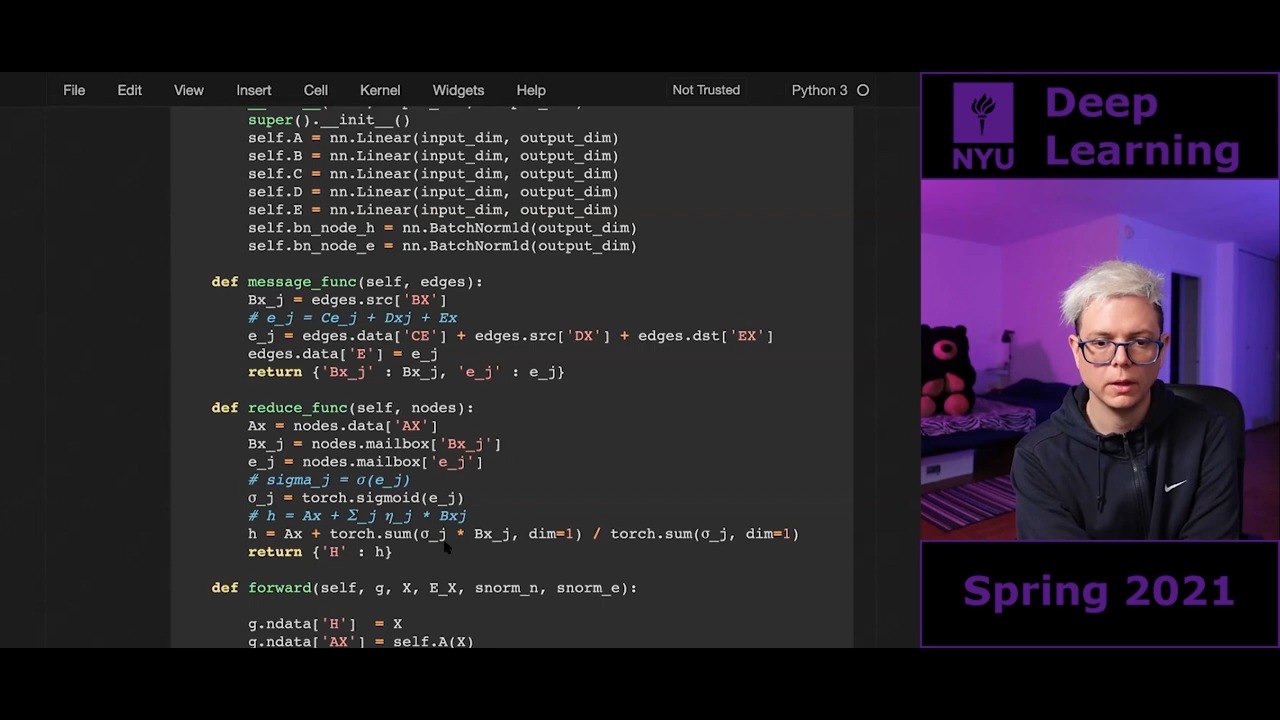 File Edit View Insert Cell Kernel Widgets Help Not Trusted Python 3
super().__init__()
self.A = nn.Linear(input_dim, output_dim)
self.B = nn.Linear(input_dim, output_dim)
self.C = nn.Linear(input_dim, output_dim)
self.D = nn.Linear(input_dim, output_dim)
self.E = nn.Linear(input_dim, output_dim)
self.bn_node_h = nn.BatchNorm1d(output_dim)
self.bn_node_e = nn.BatchNorm1d(output_dim)
def message_func(self, edges):
Bx_j = edges.src['BX']
# e_j = Ce_j + Dxj + Ex
e_j = edges.data['CE'] + edges.src['DX'] + edges.dst['EX']
edges.data['E'] = e_j
return {'Bx_j' : Bx_j, 'e_j' : e_j}
def reduce_func(self, nodes):
Ax = nodes.data['AX']
Bx_j = nodes.mailbox['Bx_j']
e_j = nodes.mailbox['e_j']
# sigma_j = σ(e_j)
σ_j = torch.sigmoid(e_j)
# h = Ax + Σ_j η_j * Bxj
h = Ax + torch.sum(σ_j * Bx_j, dim=1) / torch.sum(σ_j, dim=1)
return {'H' : h}
def forward(self, g, X, E_X, snorm_n, snorm_e):
g.ndata['H'] = X
g.ndata['AX'] = self.A(X)
NYU
Deep
Learning
Spring 2021